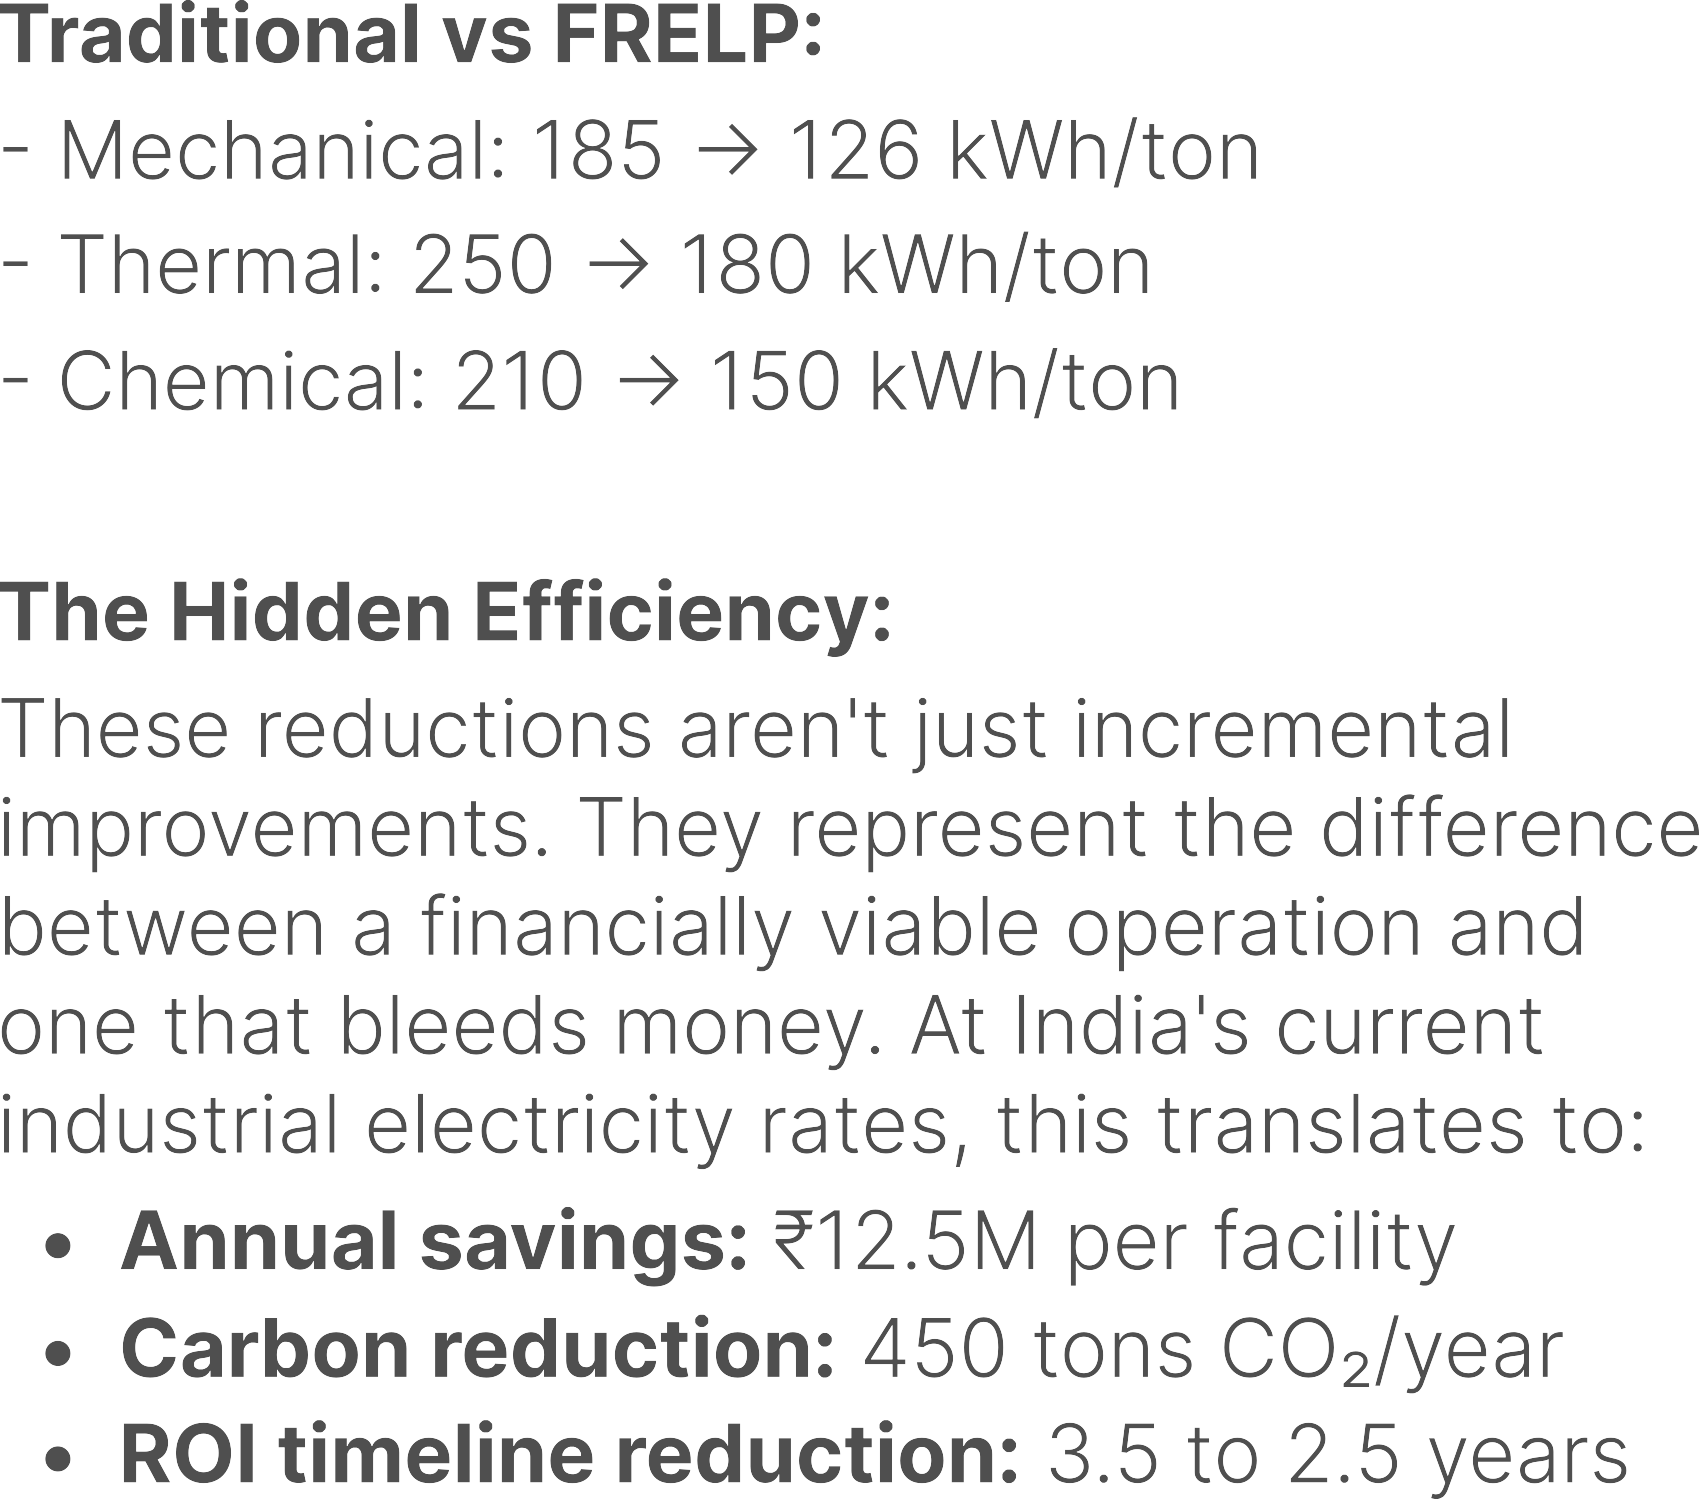 Traditional vs FRELP:
- Mechanical: 185 → 126 kWh/ton
- Thermal: 250 → 180 kWh/ton
- Chemical: 210 → 150 kWh/ton
The Hidden Efficiency:
These reductions aren't just incremental
improvements. They represent the difference
between a financially viable operation and
one that bleeds money. At India's current
industrial electricity rates, this translates to:
• Annual savings: ₹12.5M per facility
• Carbon reduction: 450 tons CO₂/year
• ROI timeline reduction: 3.5 to 2.5 years